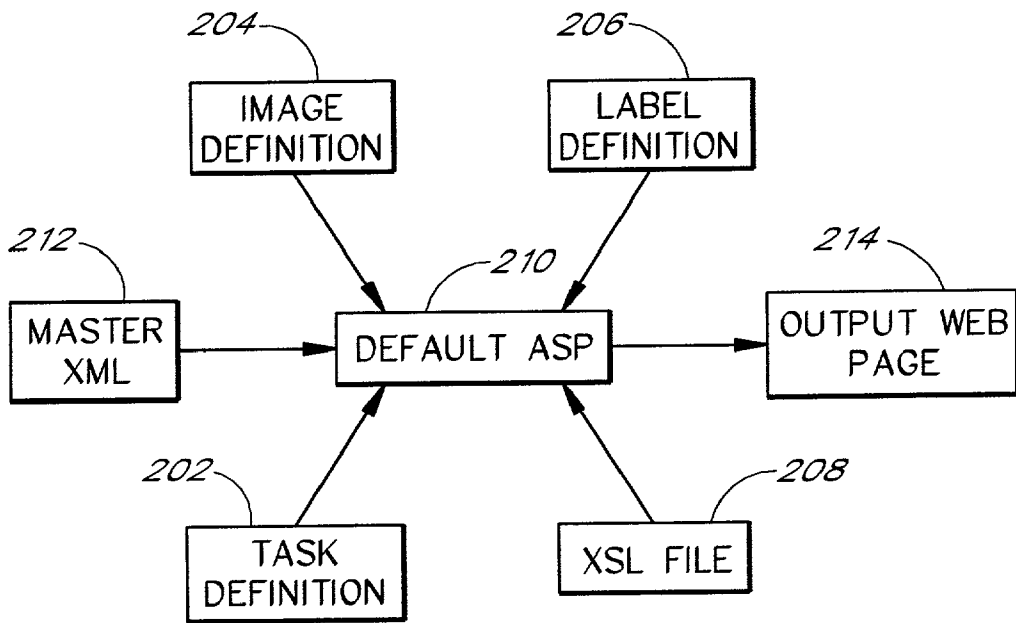 204
IMAGE
DEFINITION
206
LABEL
DEFINITION
212
MASTER
XML
210
DEFAULT ASP
214
OUTPUT WEB
PAGE
202
TASK
DEFINITION
208
XSL FILE